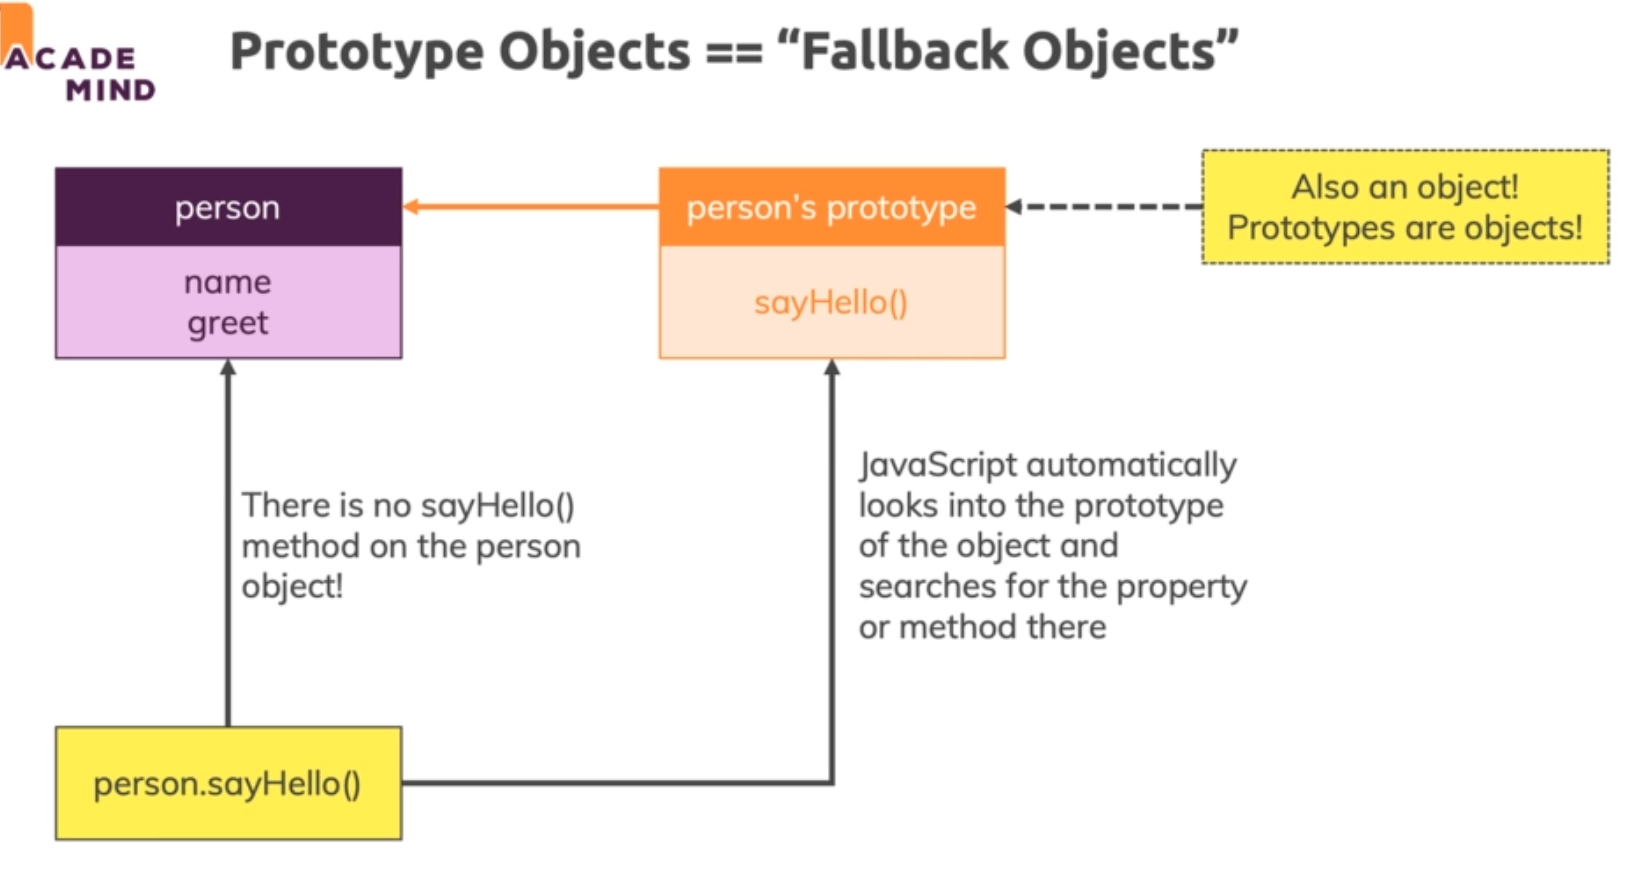 ACADE
MIND
Prototype Objects == “Fallback Objects”
person
name
greet
person’s prototype
sayHello()
Also an object!
Prototypes are objects!
There is no sayHello()
method on the person
object!
JavaScript automatically
looks into the prototype
of the object and
searches for the property
or method there
person.sayHello()